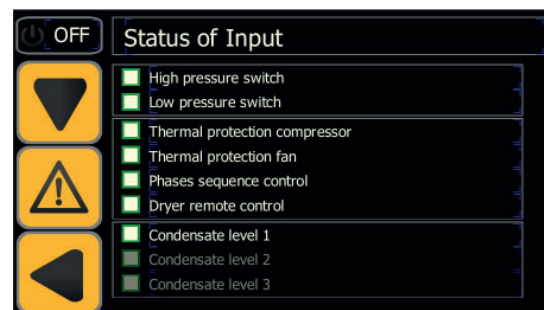 OFF
Status of Input
High pressure switch
Low pressure switch
Thermal protection compressor
Thermal protection fan
Phases sequence control
Dryer remote control
Condensate level 1
Condensate level 2
Condensate level 3